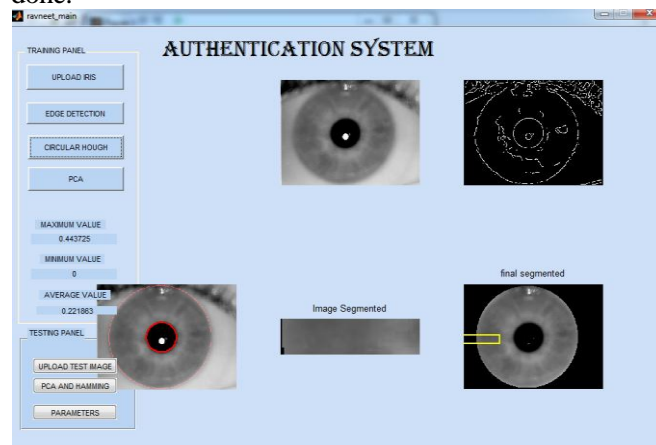 done.
ravneet_main
AUTHENTICATION SYSTEM
TRAINING PANEL
UPLOAD IRIS
EDGE DETECTION
CIRCULAR HOUGH
PCA
MAXIMUM VALUE
0.443725
MINIMUM VALUE
0
AVERAGE VALUE
0.221863
TESTING PANEL
UPLOAD TEST IMAGE
PCA AND HAMMING
PARAMETERS
Image Segmented
final segmented